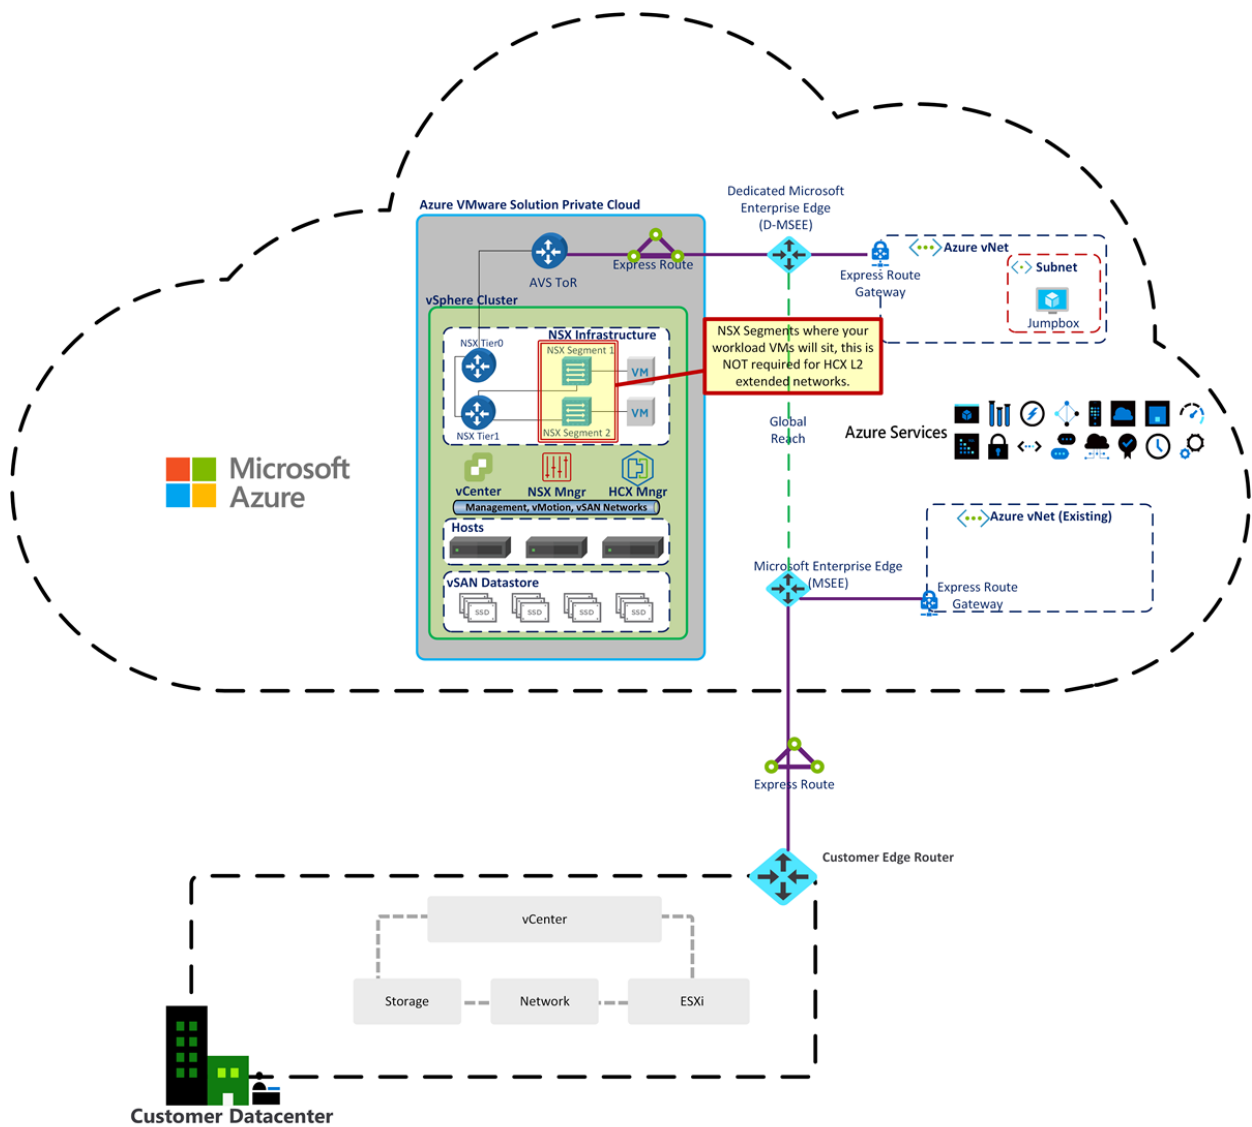 Dedicated Microsoft
Enterprise Edge
(D-MSEE)
Azure VMware Solution Private Cloud
Azure vNet
Express Route
Express Route
Gateway
Subnet
AVS ToR
Jumpbox
vSphere Cluster
NSX Infrastructure
NSX Tier0
NSX Segment 1
VM
NSX Segments where your
workload VMs will sit, this is
NOT required for HCX L2
extended networks.
VM
NSX Tier1
NSX Segment 2
Global
Reach
Azure Services
Microsoft
Azure
vCenter
NSX Mngr
HCX Mngr
Management, vMotion, vSAN Networks
Hosts
Azure vNet (Existing)
Microsoft Enterprise Edge
(MSEE)
vSAN Datastore
SSD
SSD
SSD
SSD
Express Route
Gateway
Express Route
Customer Edge Router
vCenter
Storage
Network
ESXi
Customer Datacenter